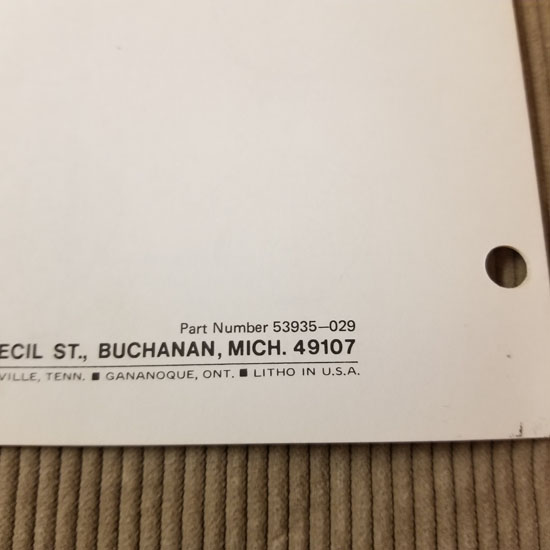 Part Number 53935—029
ECIL ST., BUCHANAN, MICH. 49107
VILLE, TENN. ■ GANANOQUE, ONT. ■ LITHO IN U.S.A.